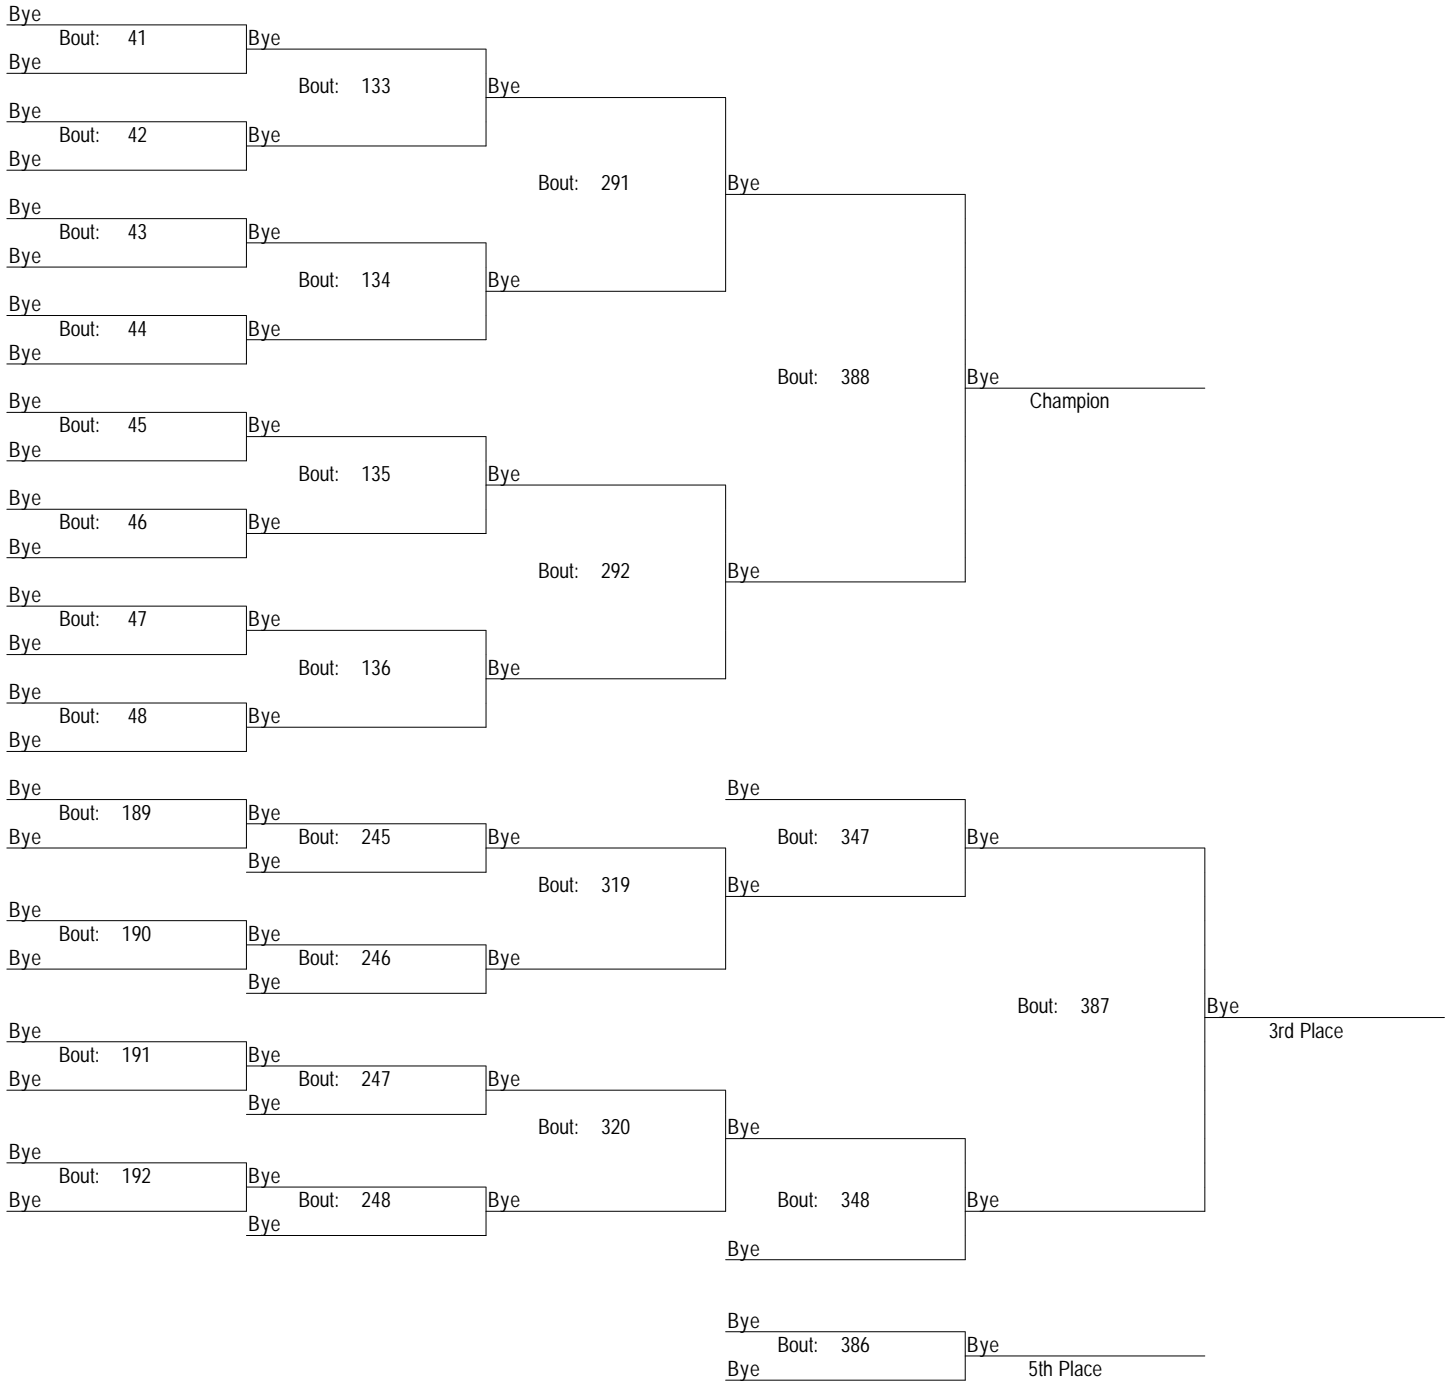 Bye
Bout: 41 Bye
Bye
Bout: 133 Bye
Bye
Bout: 42 Bye
Bye
Bout: 291 Bye
Bye
Bout: 43 Bye
Bye
Bout: 134 Bye
Bye
Bout: 44 Bye
Bye
Bout: 388 Bye
Champion
Bye
Bout: 45 Bye
Bye
Bout: 135 Bye
Bye
Bout: 46 Bye
Bye
Bout: 292 Bye
Bye
Bout: 47 Bye
Bye
Bout: 136 Bye
Bye
Bout: 48 Bye
Bye
Bye Bye
Bout: 189 Bye
Bye Bout: 245 Bye Bout: 347 Bye
Bye
Bout: 319 Bye
Bye
Bout: 190 Bye
Bye Bout: 246 Bye
Bye
Bout: 387 Bye
3rd Place
Bye
Bout: 191 Bye
Bye Bout: 247 Bye
Bye
Bout: 320 Bye
Bye
Bout: 192 Bye
Bye Bout: 248 Bye Bout: 348 Bye
Bye
Bye
Bye
Bout: 386 Bye
Bye 5th Place